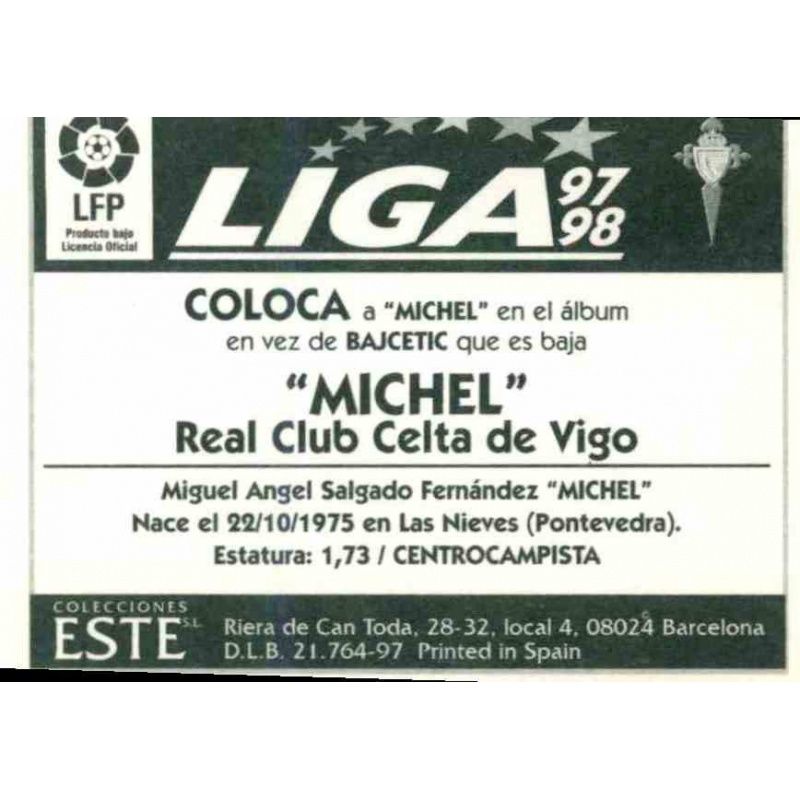 LFP
Producto bajo
Licencia Oficial
LIGA 97 98
COLOCA a "MICHEL" en el álbum
en vez de BAJCETIC que es baja
"MICHEL"
Real Club Celta de Vigo
Miguel Angel Salgado Fernández "MICHEL"
Nace el 22/10/1975 en Las Nieves (Pontevedra).
Estatura: 1,73 / CENTROCAMPISTA
COLECCIONES
ESTE S.L.
Riera de Can Toda, 28-32, local 4, 08024 Barcelona
D.L.B. 21.764-97 Printed in Spain